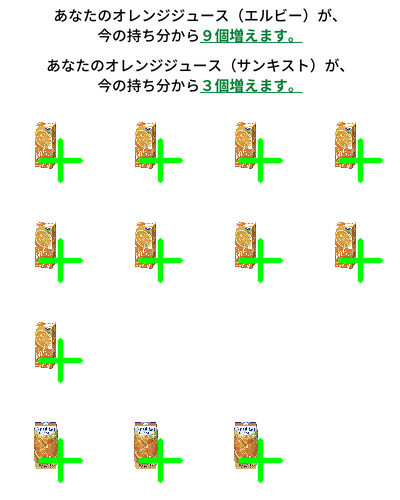 あなたのオレンジジュース（エルビー）が、
今の持ち分から９個増えます。
あなたのオレンジジュース（サンキスト）が、
今の持ち分から３個増えます。